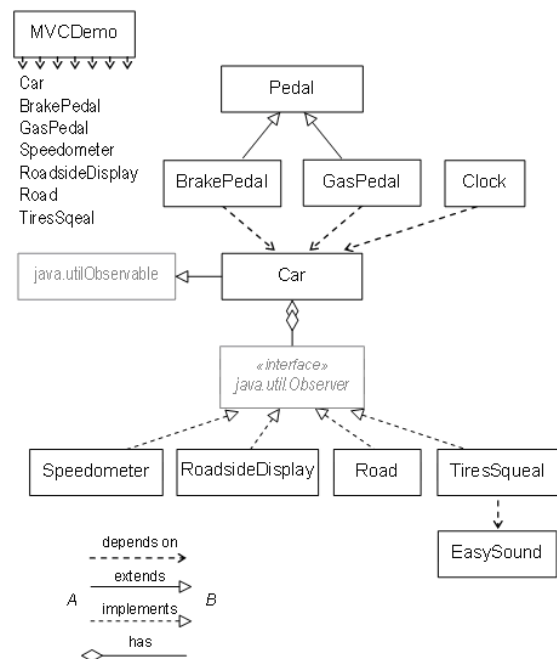 MVCDemo
Car
BrakePedal
GasPedal
Speedometer
RoadsideDisplay
Road
TiresSqeal
Pedal
BrakePedal
GasPedal
Clock
java.utilObservable
Car
«interface»
java.util.Observer
Speedometer
RoadsideDisplay
Road
TiresSqueal
EasySound
depends on
extends
A
B
implements
has